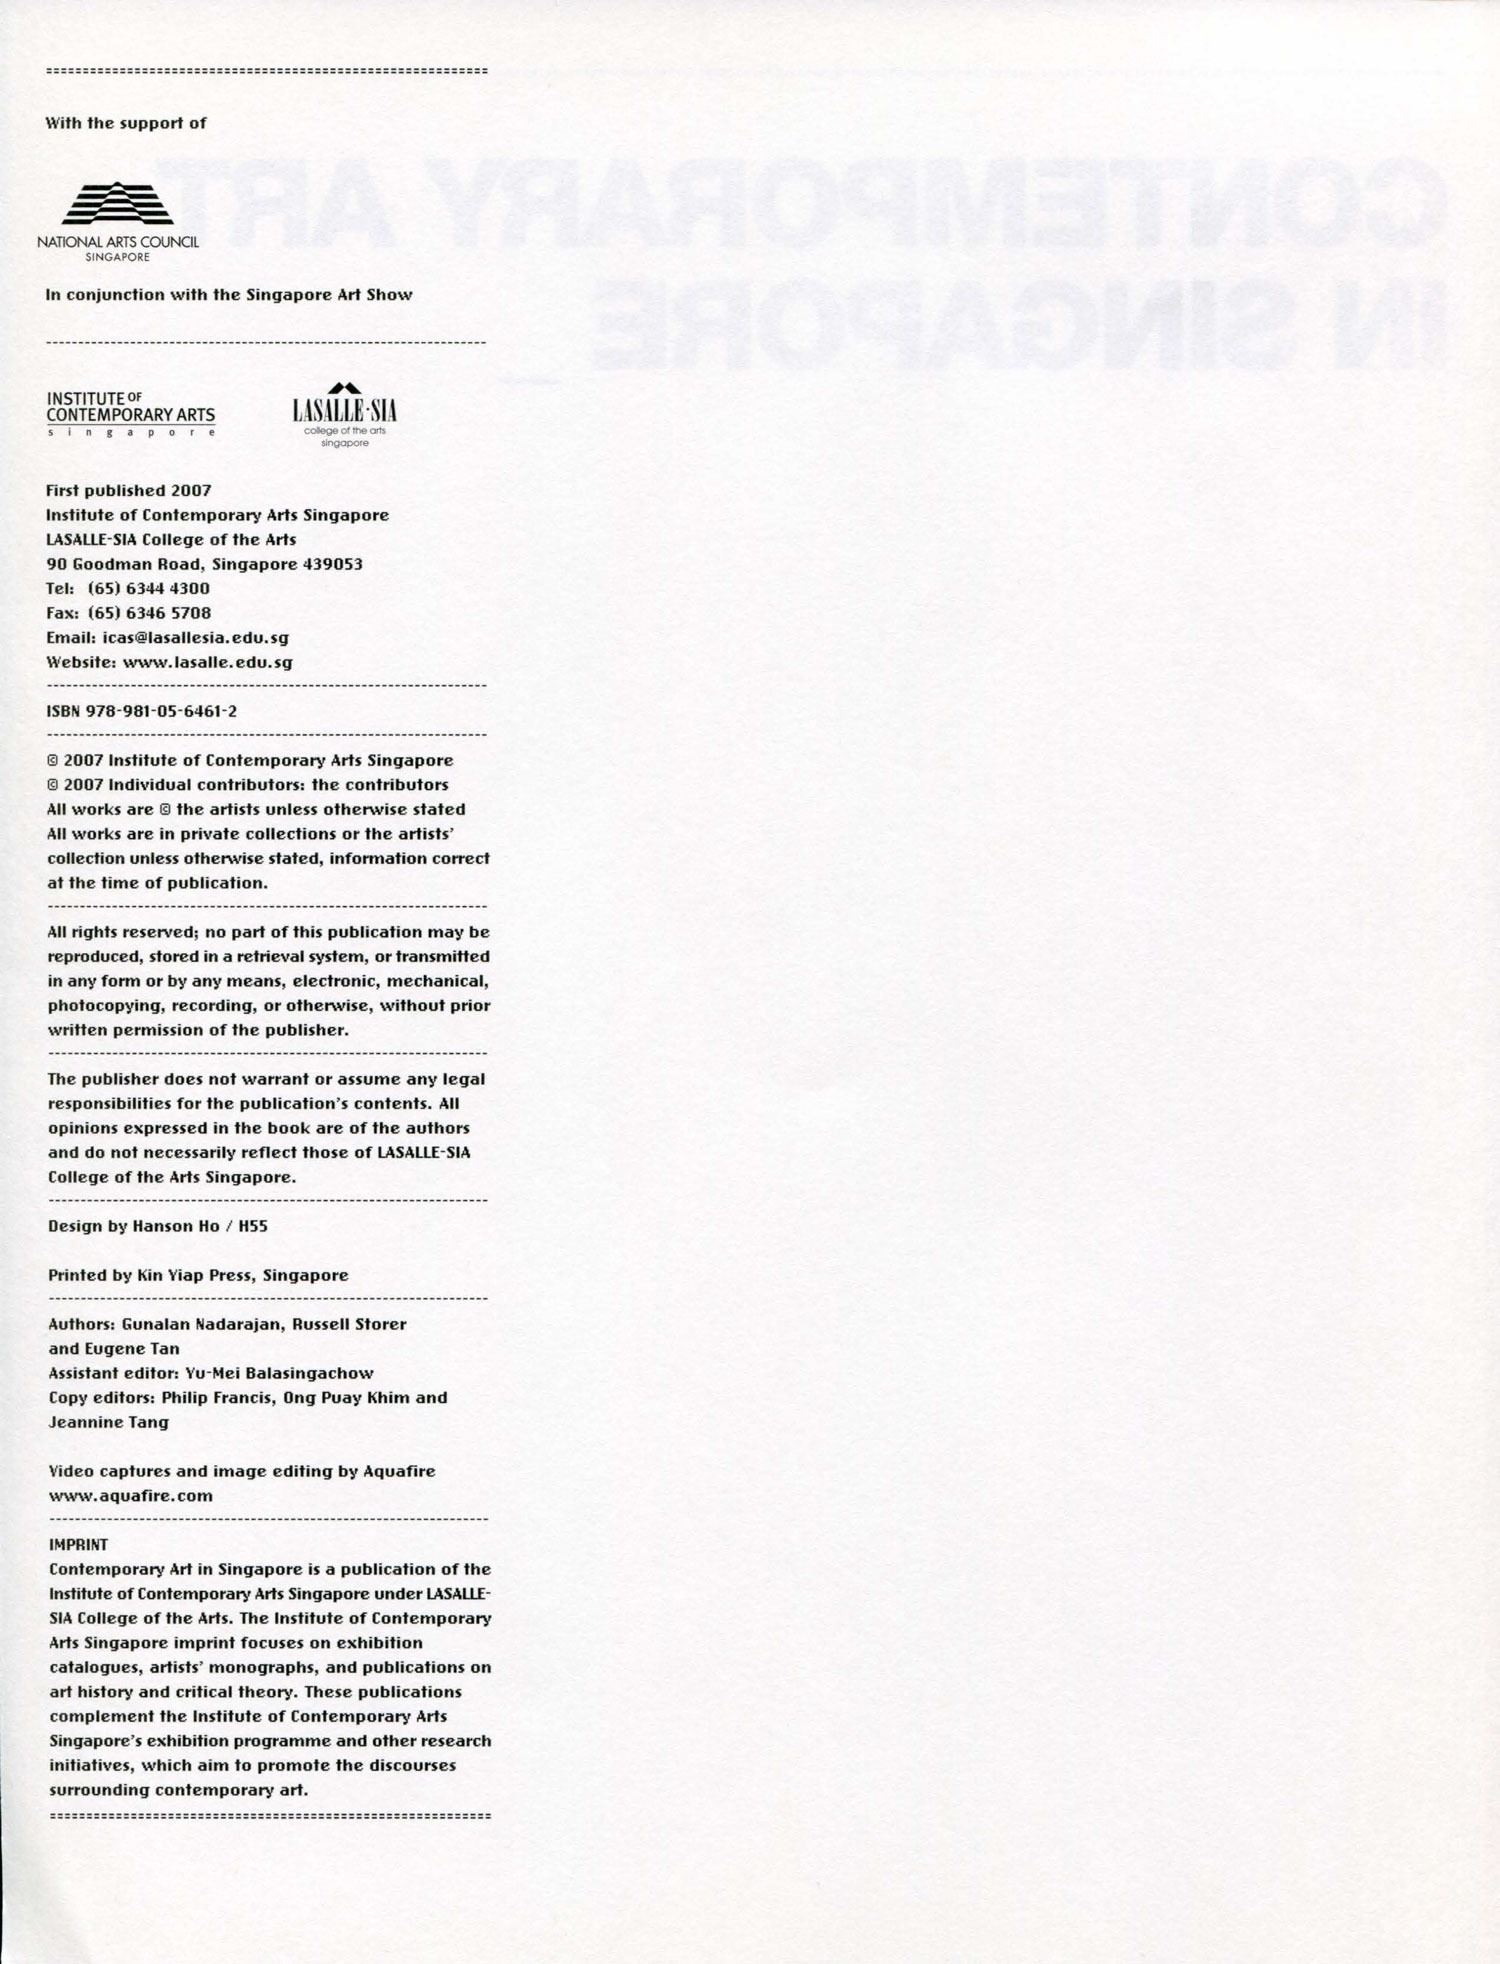 With the support of
NATIONAL ARTS COUNCIL
SINGAPORE
In conjunction with the Singapore Art Show
INSTITUTE OF
CONTEMPORARY ARTS
singapore
LASALLE·SIA
college of the arts
singapore
First published 2007
Institute of Contemporary Arts Singapore
LASALLE-SIA College of the Arts
90 Goodman Road, Singapore 439053
Tel: (65) 6344 4300
Fax: (65) 6346 5708
Email: icas@lasallesia.edu.sg
Website: www.lasalle.edu.sg
ISBN 978-981-05-6461-2
© 2007 Institute of Contemporary Arts Singapore
© 2007 Individual contributors: the contributors
All works are © the artists unless otherwise stated
All works are in private collections or the artists’
collection unless otherwise stated, information correct
at the time of publication.
All rights reserved; no part of this publication may be
reproduced, stored in a retrieval system, or transmitted
in any form or by any means, electronic, mechanical,
photocopying, recording, or otherwise, without prior
written permission of the publisher.
The publisher does not warrant or assume any legal
responsibilities for the publication’s contents. All
opinions expressed in the book are of the authors
and do not necessarily reflect those of LASALLE-SIA
College of the Arts Singapore.
Design by Hanson Ho / H55
Printed by Kin Yiap Press, Singapore
Authors: Gunalan Nadarajan, Russell Storer
and Eugene Tan
Assistant editor: Yu-Mei Balasingachow
Copy editors: Philip Francis, Ong Puay Khim and
Jeannine Tang
Video captures and image editing by Aquafire
www.aquafire.com
IMPRINT
Contemporary Art in Singapore is a publication of the
Institute of Contemporary Arts Singapore under LASALLE-
SIA College of the Arts. The Institute of Contemporary
Arts Singapore imprint focuses on exhibition
catalogues, artists’ monographs, and publications on
art history and critical theory. These publications
complement the Institute of Contemporary Arts
Singapore’s exhibition programme and other research
initiatives, which aim to promote the discourses
surrounding contemporary art.
CONTEMPORARY ART
IN SINGAPORE _